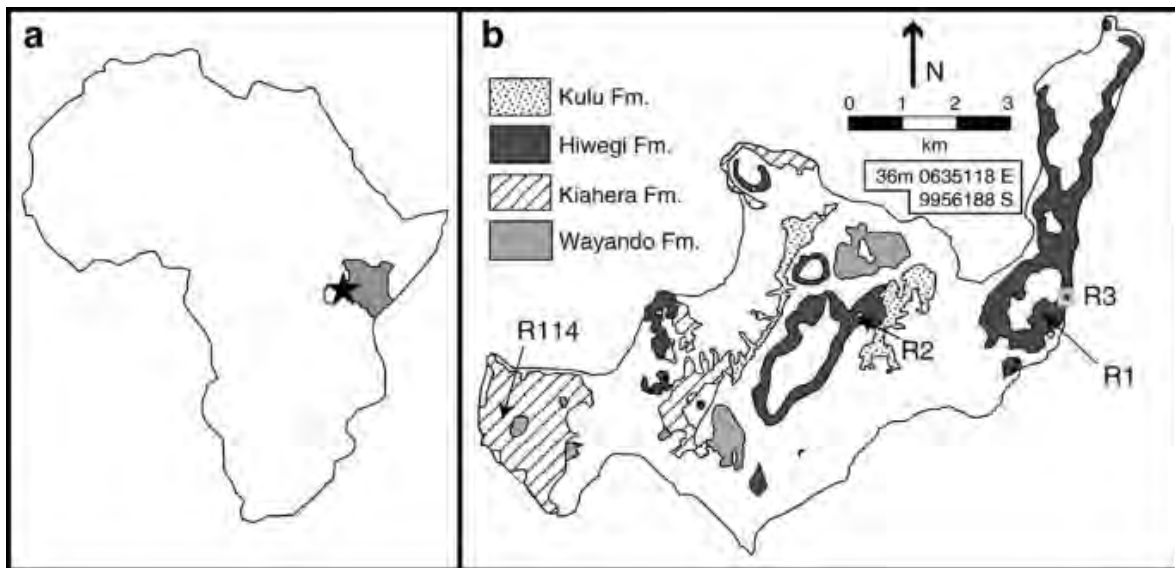 a
b
Kulu Fm.
Hiwegi Fm.
Kiahera Fm.
Wayando Fm.
N
0 1 2 3
km
36m 0635118 E
9956188 S
R114
R2
R3
R1